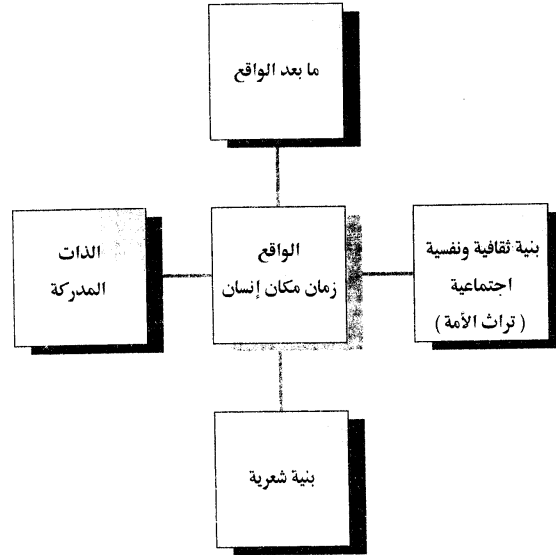 ما بعد الواقع
بنية ثقافية ونفسية
اجتماعية
( تراث الأمة )
الواقع
زمان مكان إنسان
الذات
المدركة
بنية شعرية